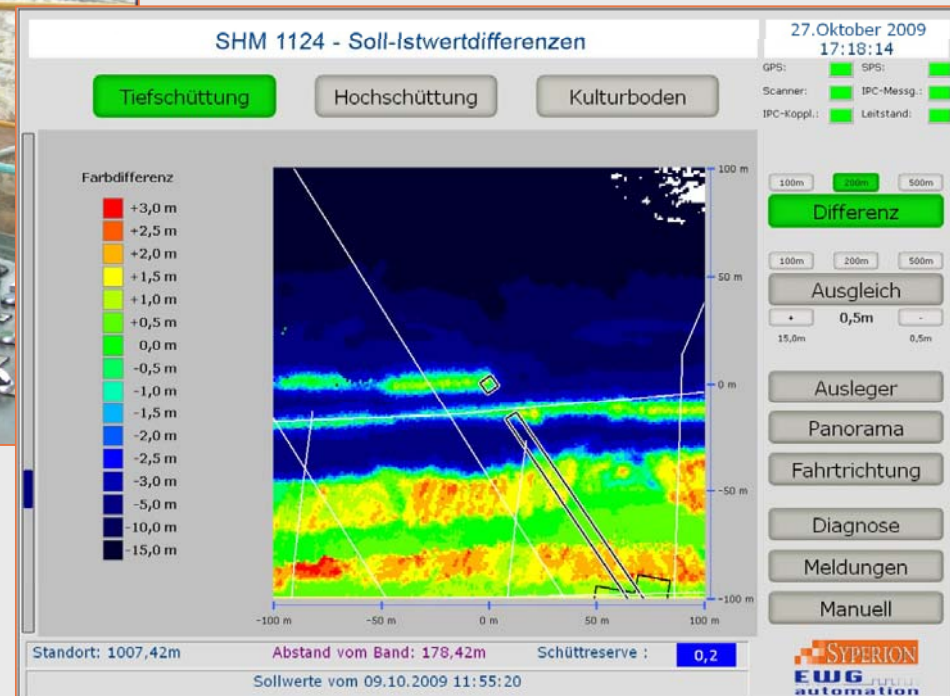 SHM 1124 - Soll-Istwertdifferenzen
27.Oktober 2009
17:18:14
GPS: SPS:
Scanner: IPC-Messg.:
IPC-Koppl.: Leitstand:
Tiefschüttung Hochschüttung Kulturboden
Farbdifferenz
+3,0 m
+2,5 m
+2,0 m
+1,5 m
+1,0 m
+0,5 m
0,0 m
-0,5 m
-1,0 m
-1,5 m
-2,0 m
-2,5 m
-3,0 m
-5,0 m
-10,0 m
-15,0 m
100 m
50 m
0 m
-50 m
-100 m
-100 m -50 m 0 m 50 m 100 m
100m 200m 500m
Differenz
100m 200m 500m
Ausgleich
+ 0,5m -
15,0m 0,5m
Ausleger
Panorama
Fahrtrichtung
Diagnose
Meldungen
Manuell
Standort: 1007,42m Abstand vom Band: 178,42m Schüttreserve : 0,2
Sollwerte vom 09.10.2009 11:55:20
SYPERION
EWG
automation